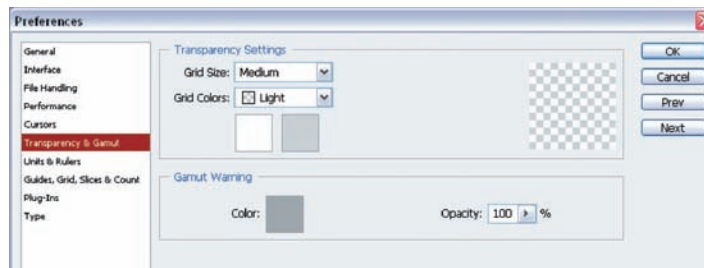 Preferences
General
Interface
File Handling
Performance
Cursors
Transparency & Gamut
Units & Rulers
Guides, Grid, Slices & Count
Plug-Ins
Type
Transparency Settings
Grid Size: Medium
Grid Colors: Light
Gamut Warning
Color:
Opacity: 100 %
OK
Cancel
Prev
Next